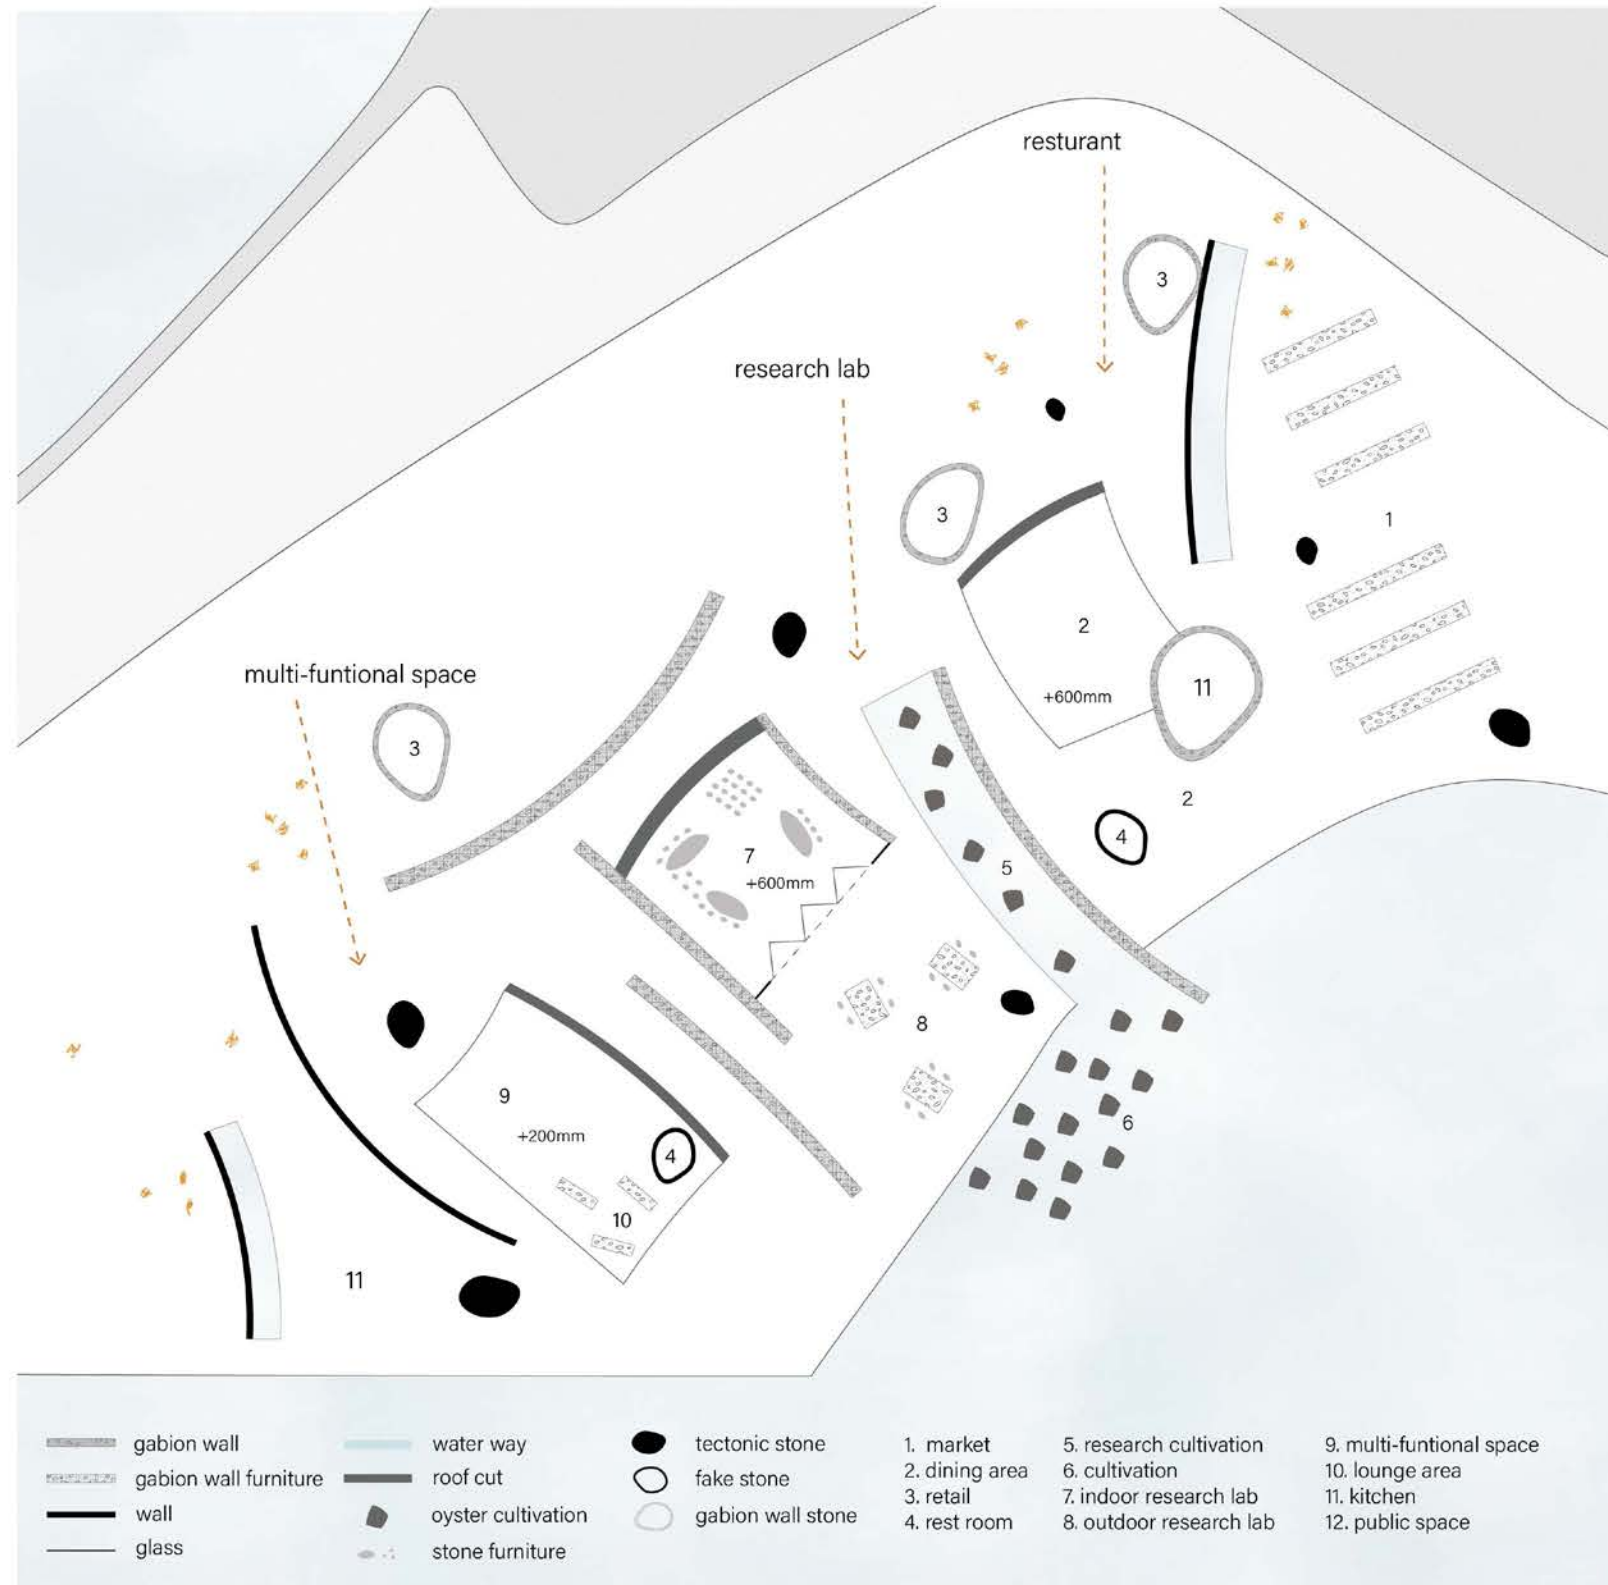 resturant
3
research lab
3
1
2
multi-funtional space
+600mm
11
3
2
4
7
5
+600mm
8
9
6
+200mm
4
10
11
gabion wall
gabion wall furniture
wall
glass
water way
roof cut
oyster cultivation
stone furniture
tectonic stone
fake stone
gabion wall stone
1. market
2. dining area
3. retail
4. rest room
5. research cultivation
6. cultivation
7. indoor research lab
8. outdoor research lab
9. multi-funtional space
10. lounge area
11. kitchen
12. public space